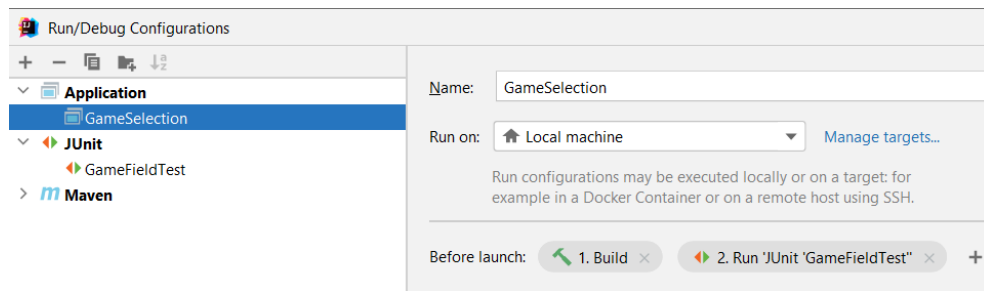 Run/Debug Configurations
Application
GameSelection
JUnit
GameFieldTest
Maven
Name: GameSelection
Run on: Local machine Manage targets...
Run configurations may be executed locally or on a target: for
example in a Docker Container or on a remote host using SSH.
Before launch: 1. Build × 2. Run 'JUnit 'GameFieldTest'' × +